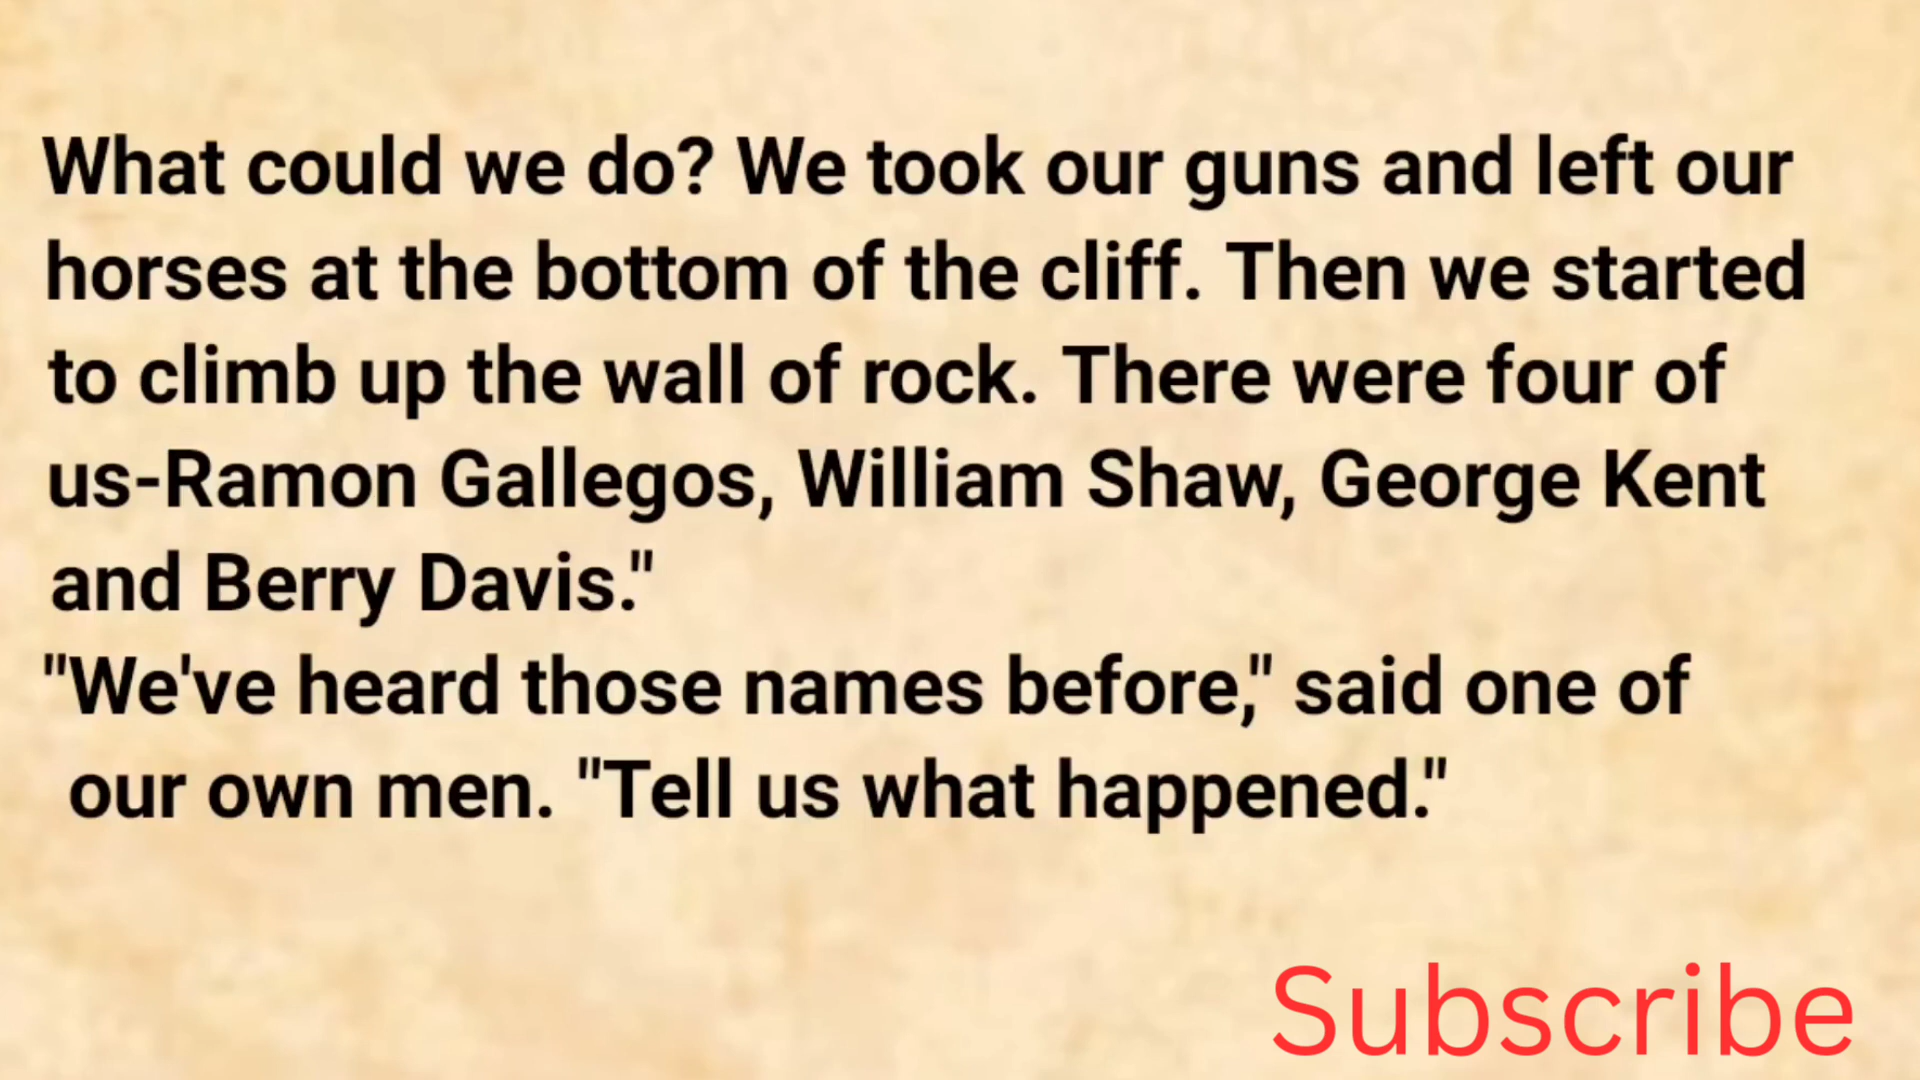 What could we do? We took our guns and left our
horses at the bottom of the cliff. Then we started
to climb up the wall of rock. There were four of
us-Ramon Gallegos, William Shaw, George Kent
and Berry Davis."
"We've heard those names before," said one of
our own men. "Tell us what happened."
Subscribe